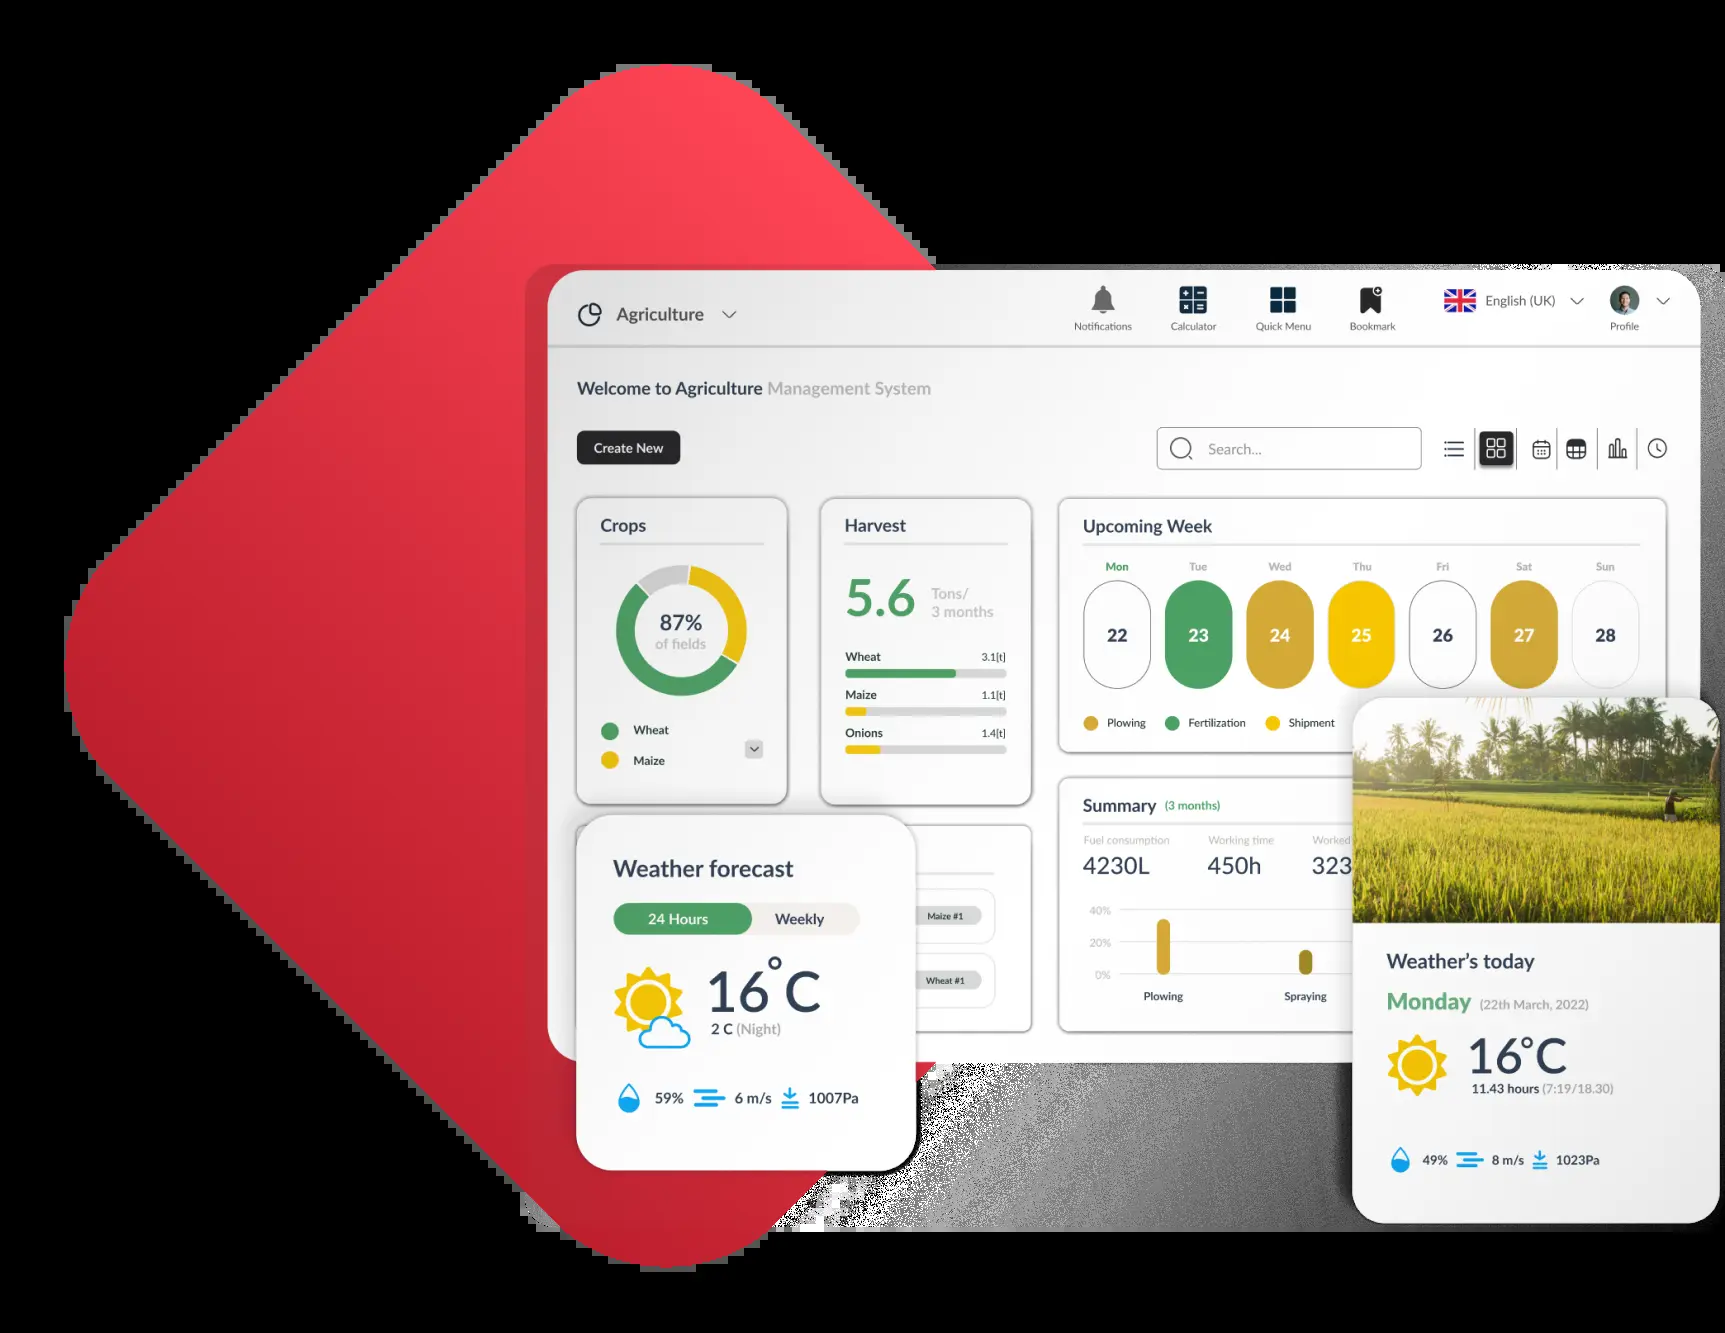 Agriculture
Notifications
Calculator
Quick Menu
Bookmark
English (UK)
Profile
Welcome to Agriculture Management System
Create New
Search...
Crops
87%
of fields
Wheat
Maize
Harvest
5.6 Tons/
3 months
Wheat 3.1[t]
Maize 1.1[t]
Onions 1.4[t]
Upcoming Week
Mon Tue Wed Thu Fri Sat Sun
22 23 24 25 26 27 28
Plowing Fertilization Shipment
Summary (3 months)
Fuel consumption Working time Worked
4230L 450h 323
40%
20%
0%
Plowing Spraying
Maize #1
Wheat #1
Weather forecast
24 Hours Weekly
16°C
2 C (Night)
59% 6 m/s 1007Pa
Weather's today
Monday (22th March, 2022)
16°C
11.43 hours (7:19/18.30)
49% 8 m/s 1023Pa